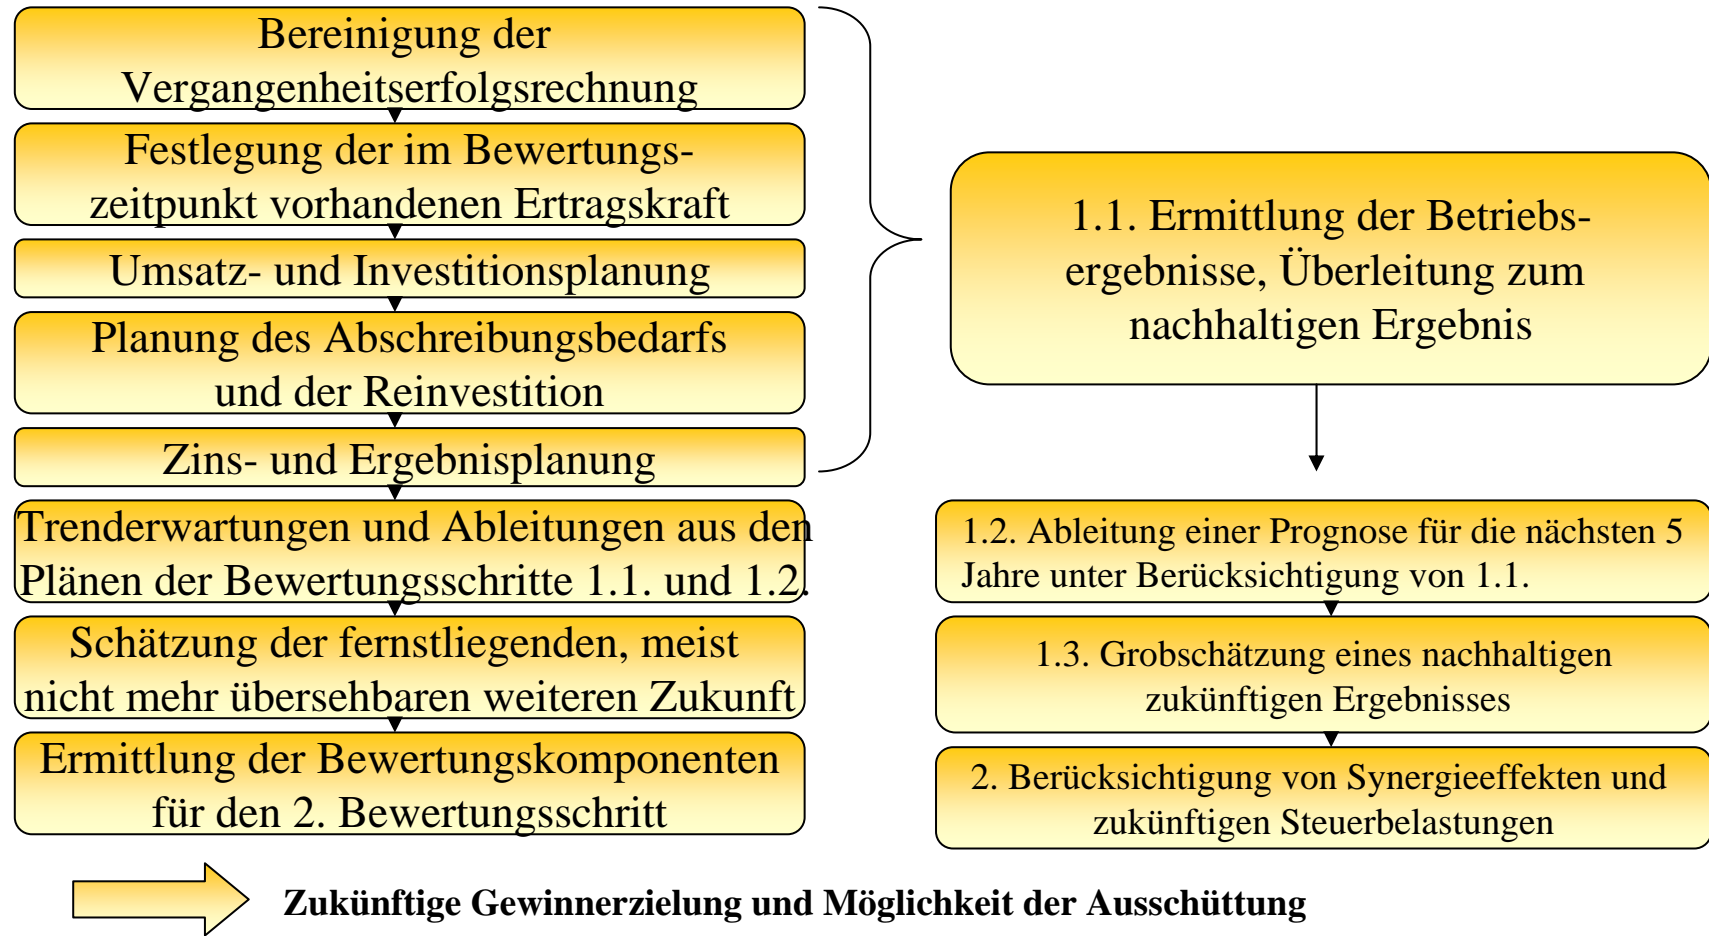 Bereinigung der
Vergangenheitserfolgsrechnung
Festlegung der im Bewertungs-
zeitpunkt vorhandenen Ertragskraft
Umsatz- und Investitionsplanung
Planung des Abschreibungsbedarfs
und der Reinvestition
Zins- und Ergebnisplanung
Trenderwartungen und Ableitungen aus den
Plänen der Bewertungsschritte 1.1. und 1.2.
Schätzung der fernstliegenden, meist
nicht mehr übersehbaren weiteren Zukunft
Ermittlung der Bewertungskomponenten
für den 2. Bewertungsschritt
1.1. Ermittlung der Betriebs-
ergebnisse, Überleitung zum
nachhaltigen Ergebnis
1.2. Ableitung einer Prognose für die nächsten 5
Jahre unter Berücksichtigung von 1.1.
1.3. Grobschätzung eines nachhaltigen
zukünftigen Ergebnisses
2. Berücksichtigung von Synergieeffekten und
zukünftigen Steuerbelastungen
Zukünftige Gewinnerzielung und Möglichkeit der Ausschüttung